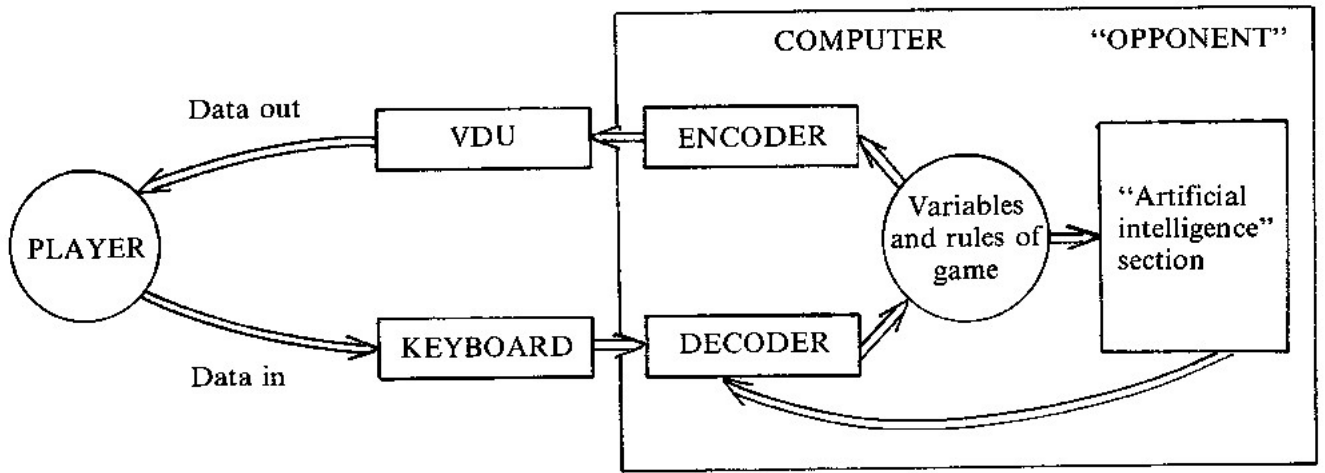 COMPUTER
“OPPONENT”
Data out
VDU
ENCODER
“Artificial
intelligence”
section
Variables
and rules of
game
PLAYER
KEYBOARD
DECODER
Data in